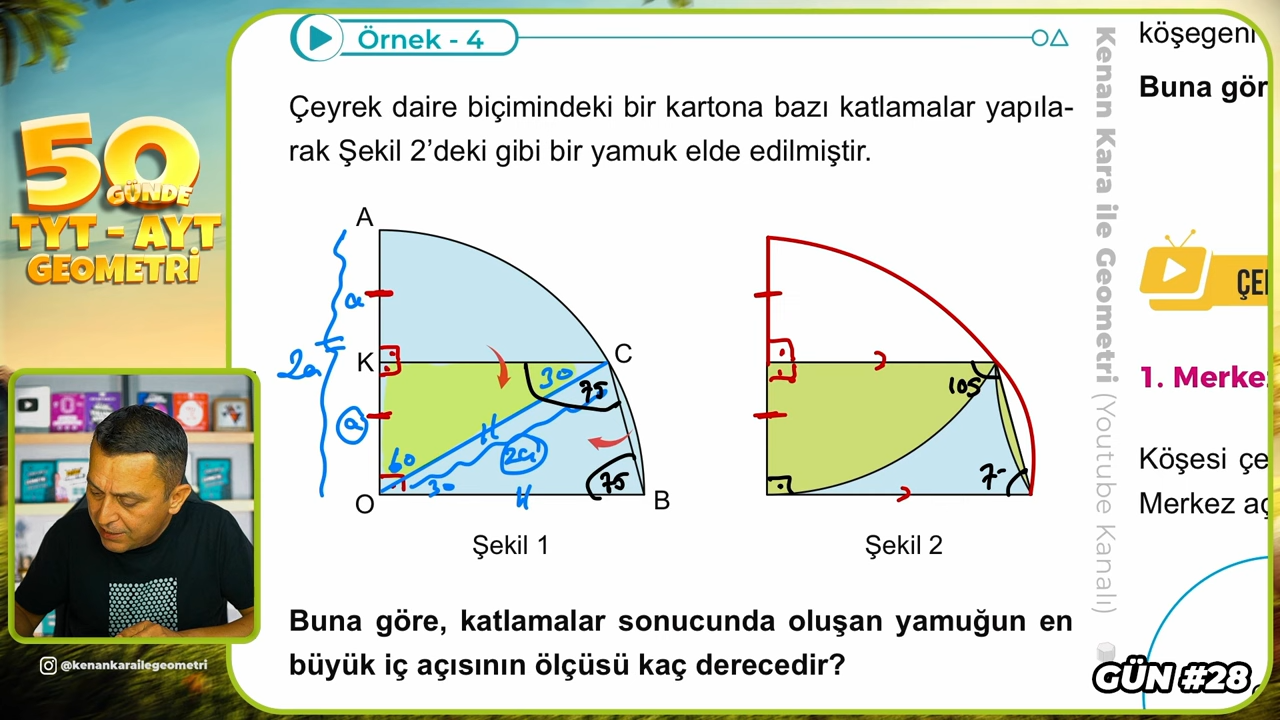 50
GÜNDE
TYT - AYT
GEOMETRİ
@kenankarailegeometri
Örnek - 4
Çeyrek daire biçimindeki bir kartona bazı katlamalar yapıla-
rak Şekil 2'deki gibi bir yamuk elde edilmiştir.
A
a
K
C
2a
30
75
a
60
2a
30
75
O
B
Şekil 1
105
7
Şekil 2
Buna göre, katlamalar sonucunda oluşan yamuğun en
büyük iç açısının ölçüsü kaç derecedir?
Kenan Kara ile Geometri (Youtube Kanalı)
köşegeni
Buna gör
ÇE
1. Merke
Köşesi çe
Merkez aç
GÜN #28